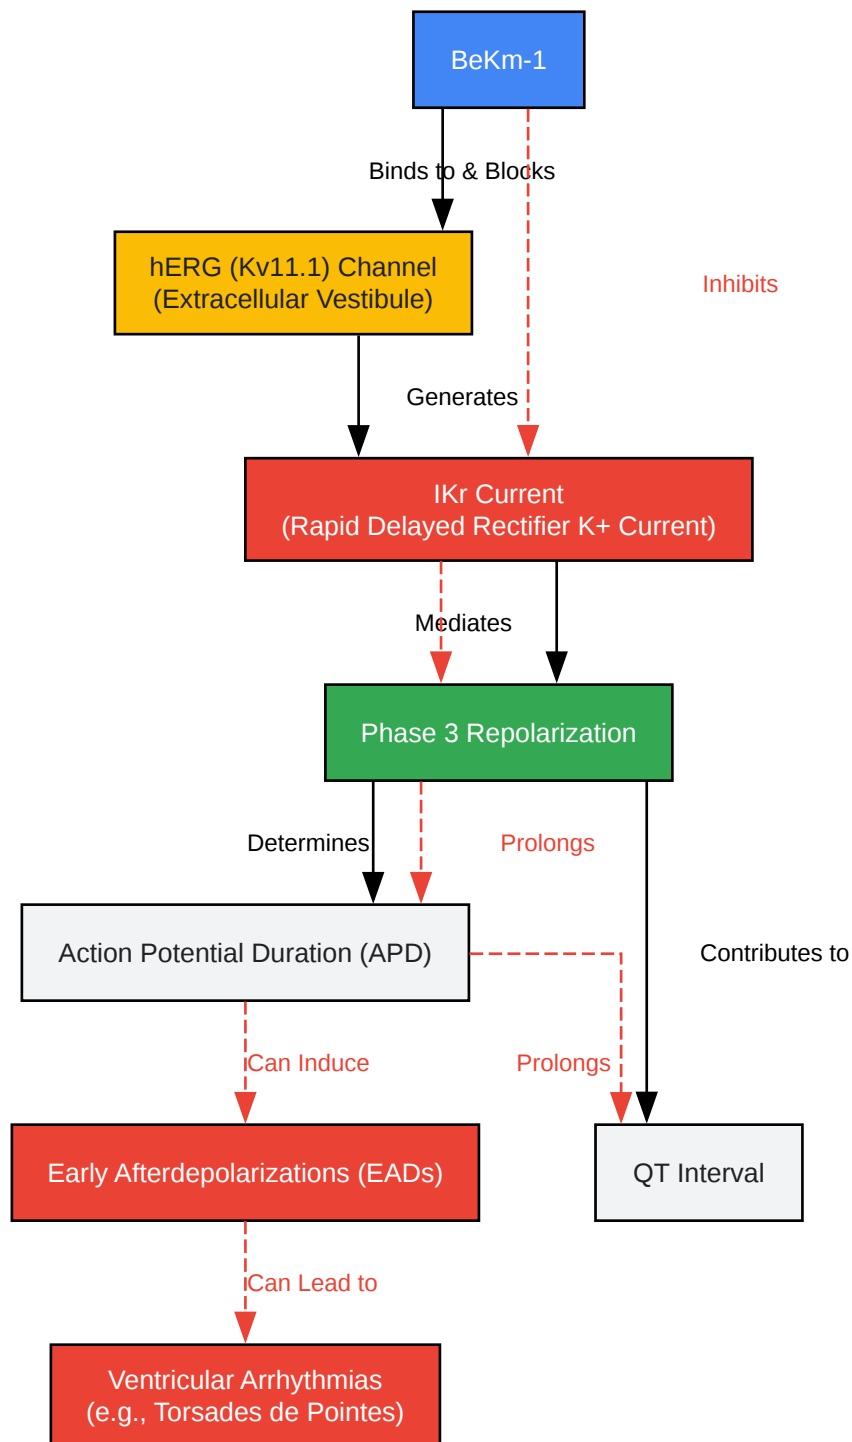 BeKm-1
Binds to & Blocks
hERG (Kv11.1) Channel
(Extracellular Vestibule)
Inhibits
Generates
IKr Current
(Rapid Delayed Rectifier K+ Current)
Mediates
Phase 3 Repolarization
Determines
Prolongs
Action Potential Duration (APD)
Contributes to
Can Induce
Prolongs
Early Afterdepolarizations (EADs)
QT Interval
Can Lead to
Ventricular Arrhythmias
(e.g., Torsades de Pointes)